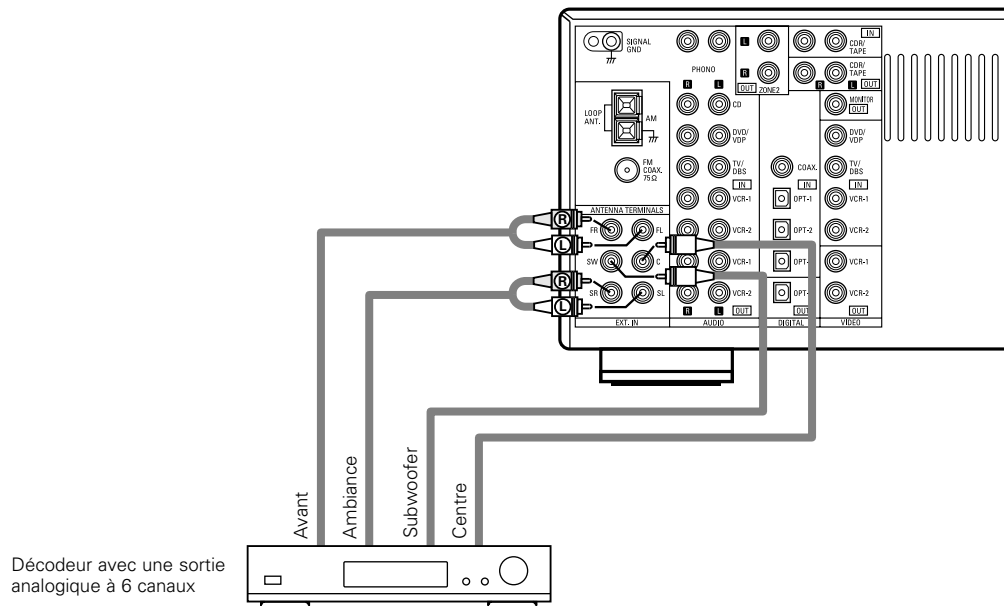 SIGNAL
GND
PHONO
L
R
OUT ZONE2
IN
CDR/
TAPE
CDR/
TAPE
R L OUT
MONITOR
OUT
R L
LOOP
ANT.
AM
CD
DVD/
VDP
DVD/
VDP
FM
COAX.
75Ω
TV/
DBS
IN
COAX.
IN
TV/
DBS
IN
VCR-1
OPT-1
VCR-1
ANTENNA TERMINALS
R
FR FL
VCR-2
OPT-2
VCR-2
L
SW C
VCR-1
OPT-
VCR-1
R
SR SL
VCR-2
OPT-
VCR-2
L
R L OUT
OUT
OUT
EXT. IN
AUDIO
DIGITAL
VIDEO
Avant
Ambiance
Subwoofer
Centre
Décodeur avec une sortie
analogique à 6 canaux